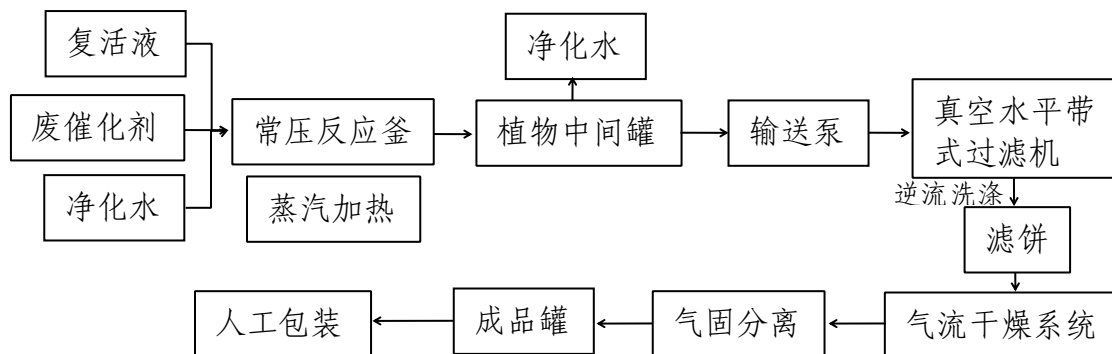 复活液
废催化剂
净化水
常压反应釜
蒸汽加热
净化水
植物中间罐
输送泵
真空水平带
式过滤机
逆流洗涤
滤饼
气流干燥系统
气固分离
成品罐
人工包装